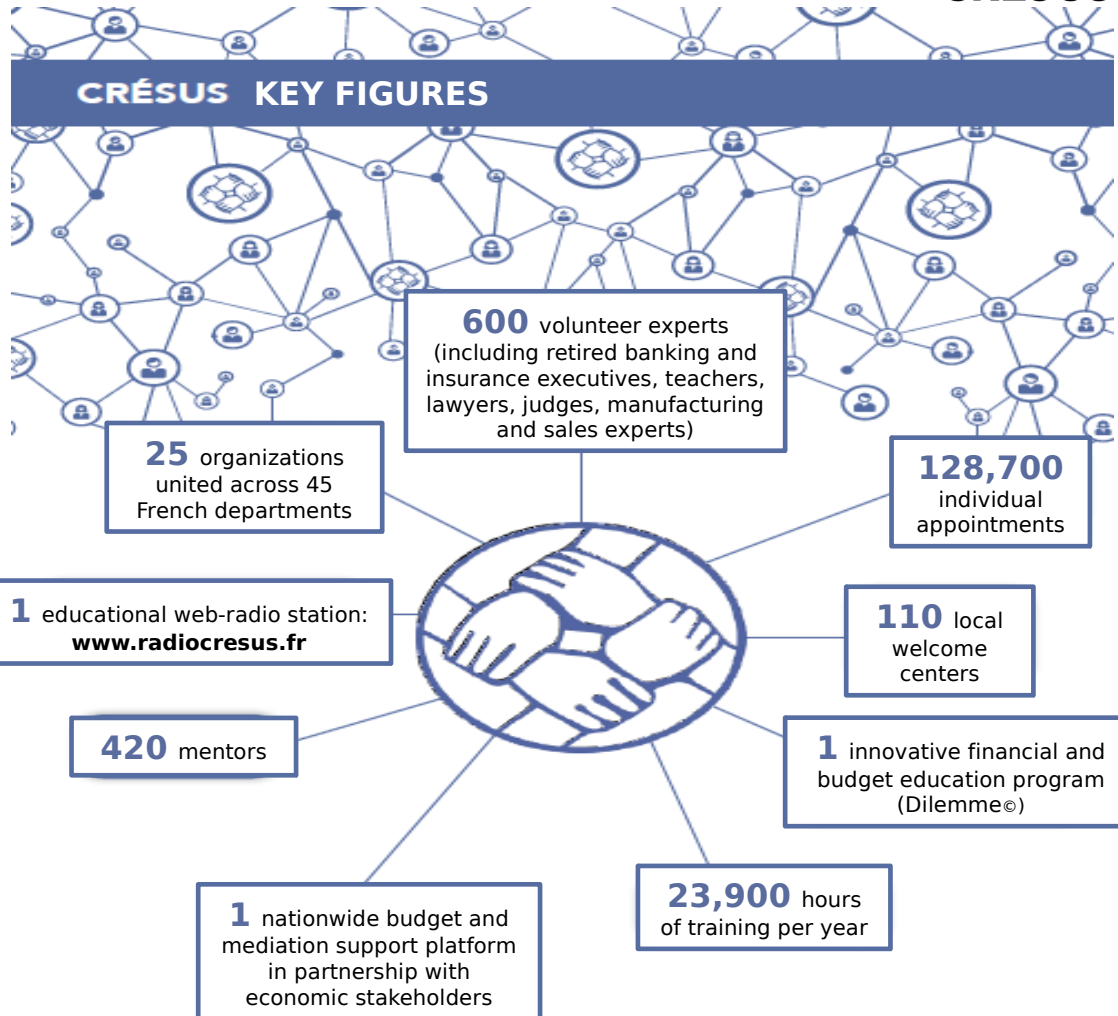 CRÉSUS KEY FIGURES
600 volunteer experts
(including retired banking and
insurance executives, teachers,
lawyers, judges, manufacturing
and sales experts)
25 organizations
united across 45
French departments
128,700
individual
appointments
1 educational web-radio station:
www.radiocresus.fr
110 local
welcome
centers
420 mentors
1 innovative financial and
budget education program
(Dilemme©)
1 nationwide budget and
mediation support platform
in partnership with
economic stakeholders
23,900 hours
of training per year